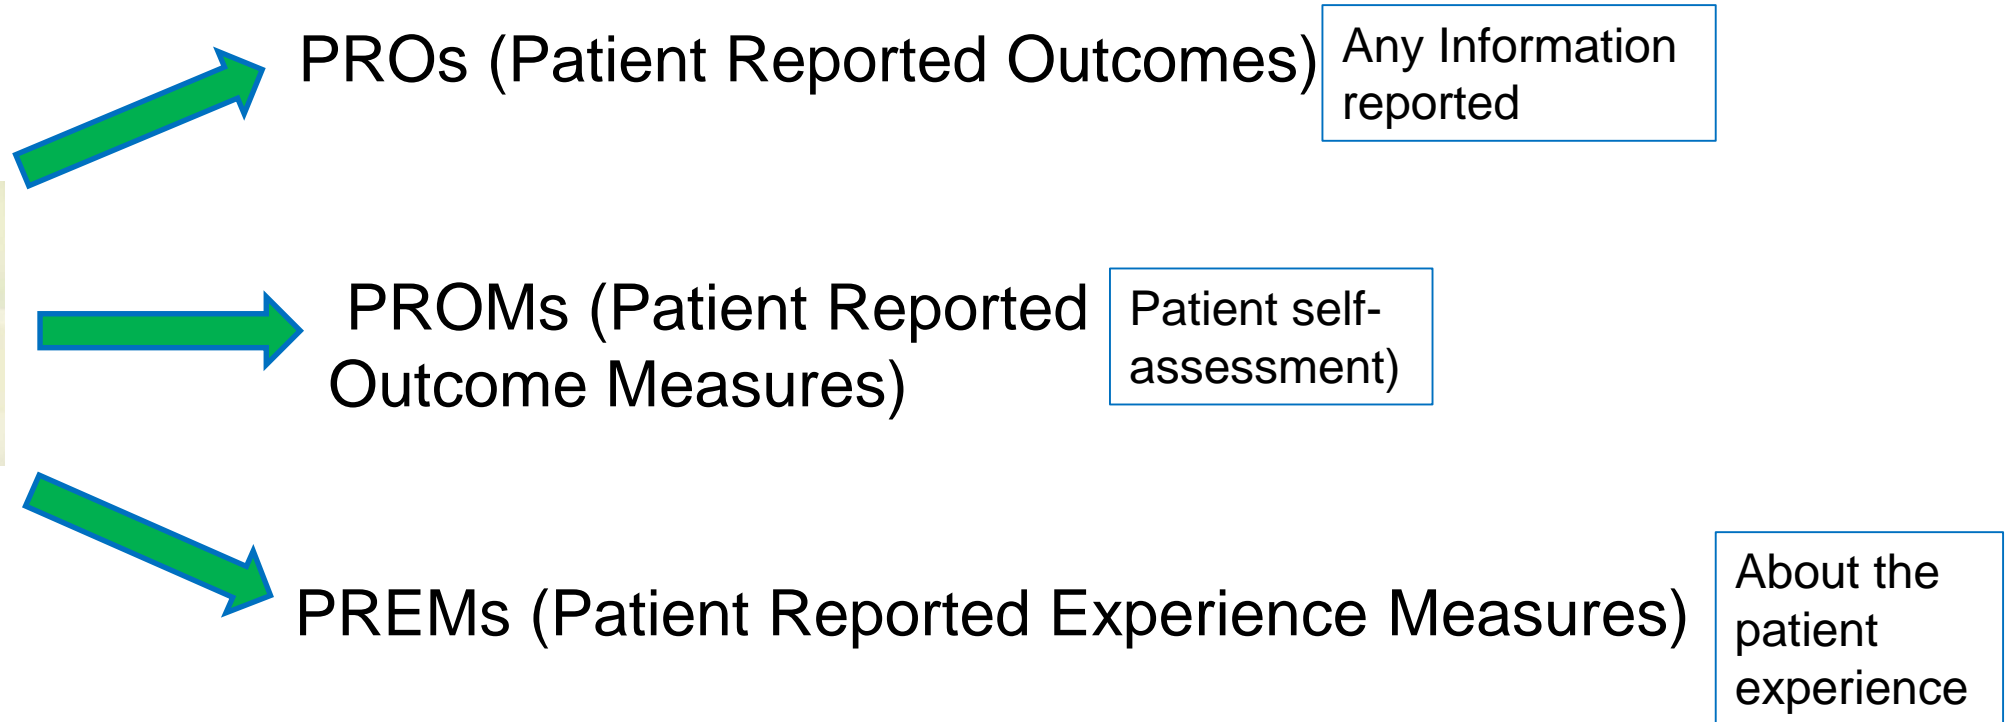 PROs (Patient Reported Outcomes)
Any Information
reported
PROMs (Patient Reported
Outcome Measures)
Patient self-
assessment)
PREMs (Patient Reported Experience Measures)
About the
patient
experience